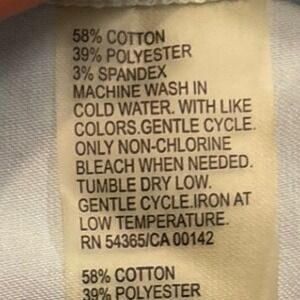 58% COTTON
39% POLYESTER
3% SPANDEX
MACHINE WASH IN
COLD WATER. WITH LIKE
COLORS.GENTLE CYCLE.
ONLY NON-CHLORINE
BLEACH WHEN NEEDED.
TUMBLE DRY LOW.
GENTLE CYCLE.IRON AT
LOW TEMPERATURE.
RN 54365/CA 00142
58% COTTON
39% POLYESTER